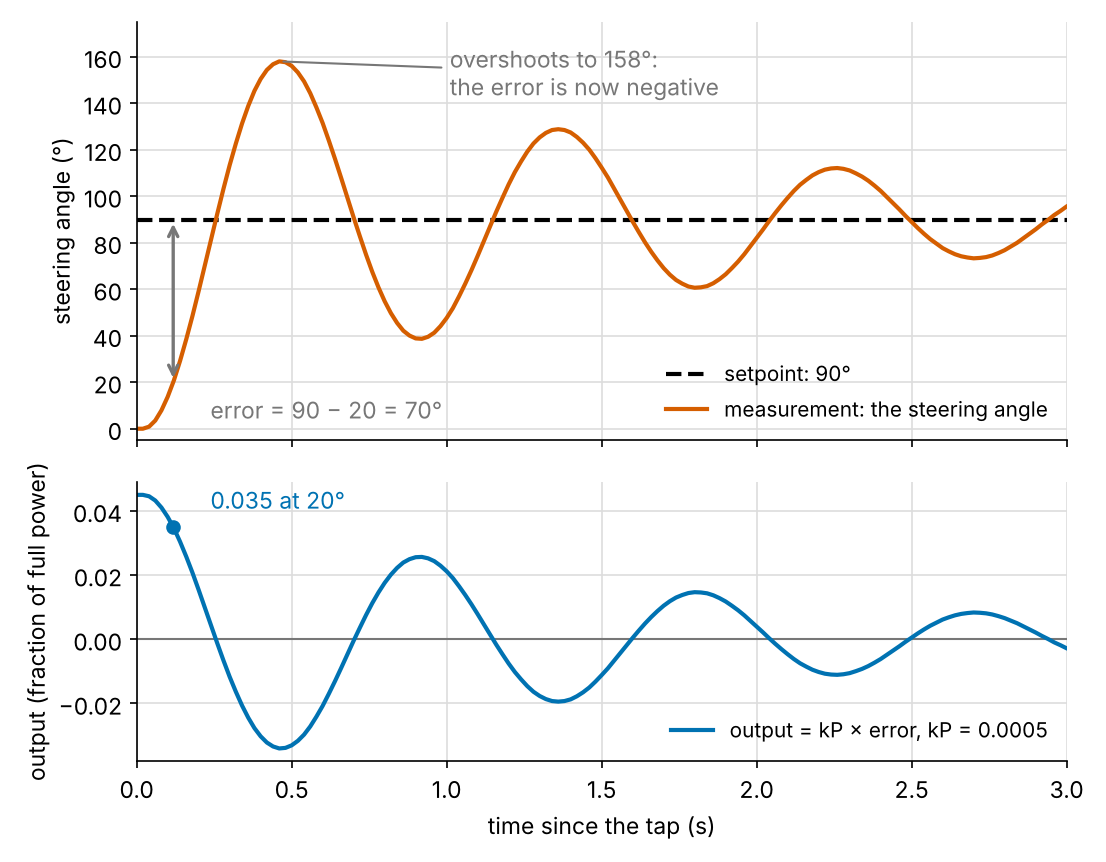 steering angle (°)
160
140
120
100
80
60
40
20
0
overshoots to 158°:
the error is now negative
error = 90 − 20 = 70°
setpoint: 90°
measurement: the steering angle
output (fraction of full power)
0.04
0.02
0.00
−0.02
0.035 at 20°
output = kP × error, kP = 0.0005
0.0 0.5 1.0 1.5 2.0 2.5 3.0
time since the tap (s)